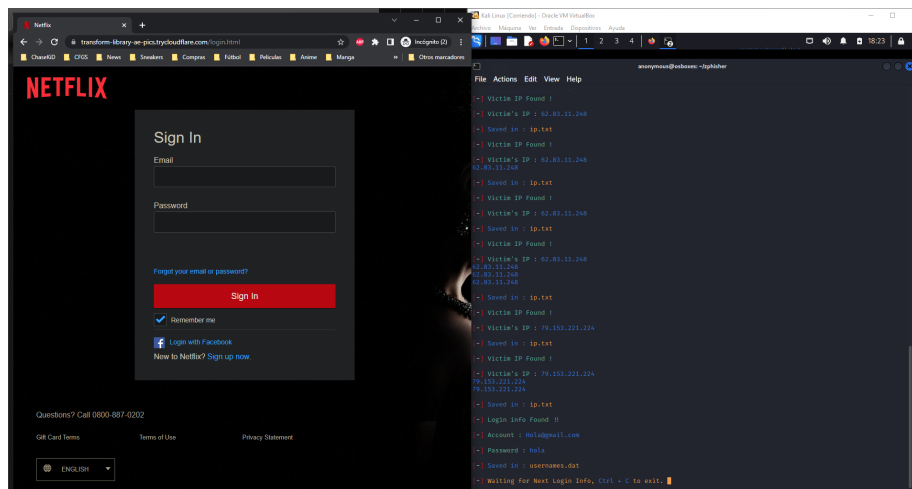 Netflix
transform-library-ae-pics.trycloudflare.com/login.html
Incógnito (2)
ChaseKiD
CFGS
News
Sneakers
Compras
Fútbol
Peliculas
Anime
Manga
»
Otros marcadores
NETFLIX
Sign In
Email
Password
Forgot your email or password?
Sign In
Remember me
Login with Facebook
New to Netflix? Sign up now.
Questions? Call 0800-887-0202
Gift Card Terms
Terms of Use
Privacy Statement
ENGLISH
Kali Linux [Corriendo] - Oracle VM VirtualBox
Archivo Máquina Ver Entrada Dispositivos Ayuda
1 2 3 4
18:23
anonymous@osboxes: ~/zphisher
File Actions Edit View Help
[-] Victim IP Found !
[-] Victim's IP : 62.83.11.248
[-] Saved in : ip.txt
[-] Victim IP Found !
[-] Victim's IP : 62.83.11.248
62.83.11.248
[-] Saved in : ip.txt
[-] Victim IP Found !
[-] Victim's IP : 62.83.11.248
[-] Saved in : ip.txt
[-] Victim IP Found !
[-] Victim's IP : 62.83.11.248
62.83.11.248
62.83.11.248
62.83.11.248
[-] Saved in : ip.txt
[-] Victim IP Found !
[-] Victim's IP : 79.153.221.224
[-] Saved in : ip.txt
[-] Victim IP Found !
[-] Victim's IP : 79.153.221.224
79.153.221.224
79.153.221.224
[-] Saved in : ip.txt
[-] Login info Found !!
[-] Account : Hola@gmail.com
[-] Password : hola
[-] Saved in : usernames.dat
[-] Waiting for Next Login Info, Ctrl + C to exit.